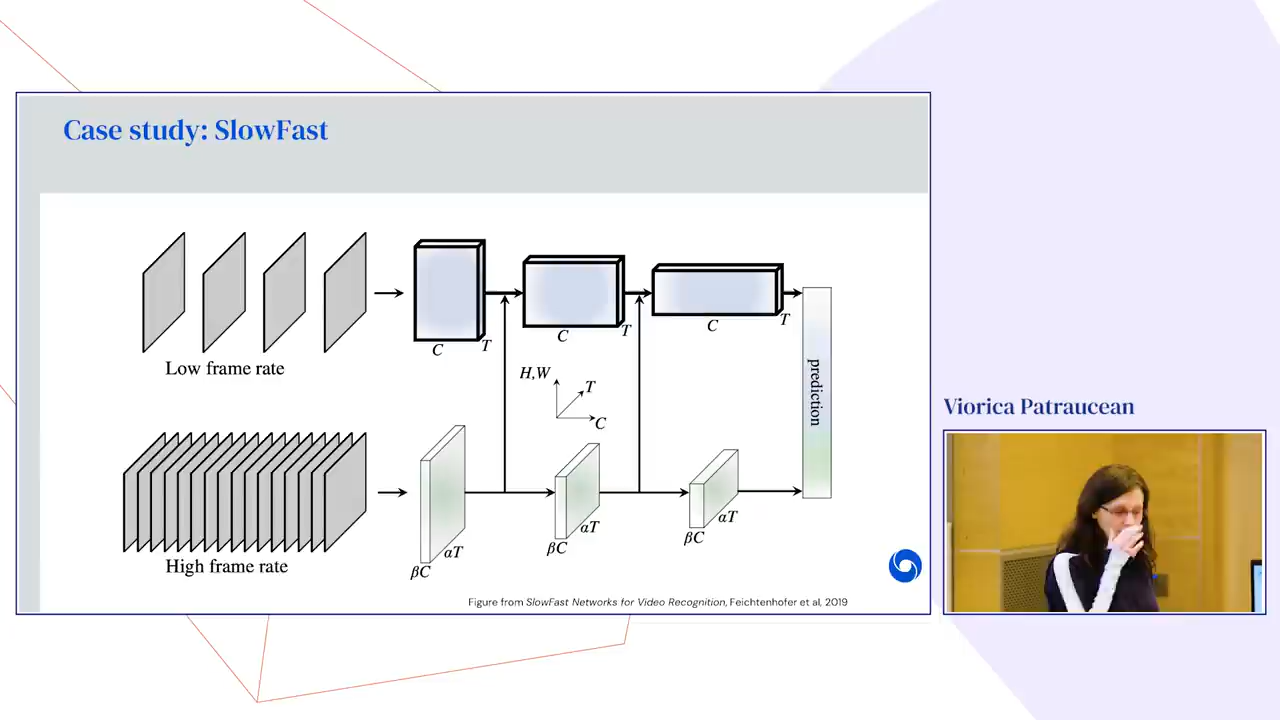 Case study: SlowFast
Low frame rate
C
T
C
T
C
T
prediction
H,W
T
C
High frame rate
βC
αT
βC
αT
βC
αT
Figure from SlowFast Networks for Video Recognition, Feichtenhofer et al, 2019
Viorica Patraucean